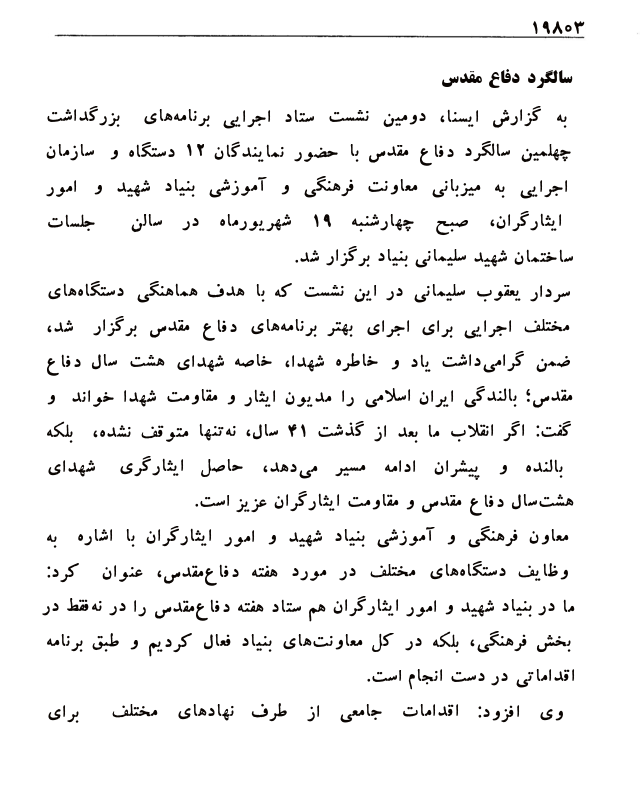 ۱۹۸۰۳
سالگرد دفاع مقدس
به گزارش ایسنا، دومین نشست ستاد اجرایی برنامه‌های بزرگداشت
چهلمین سالگرد دفاع مقدس با حضور نمایندگان ۱۲ دستگاه و سازمان
اجرایی به میزبانی معاونت فرهنگی و آموزشی بنیاد شهید و امور
ایثارگران، صبح چهارشنبه ۱۹ شهریورماه در سالن جلسات
ساختمان شهید سلیمانی بنیاد برگزار شد.
سردار یعقوب سلیمانی در این نشست که با هدف هماهنگی دستگاه‌های
مختلف اجرایی برای اجرای بهتر برنامه‌های دفاع مقدس برگزار شد،
ضمن گرامی‌داشت یاد و خاطره شهدا، خاصه شهدای هشت سال دفاع
مقدس؛ بالندگی ایران اسلامی را مدیون ایثار و مقاومت شهدا خواند و
گفت: اگر انقلاب ما بعد از گذشت ۴۱ سال، نه‌تنها متوقف نشده، بلکه
بالنده و پیشران ادامه مسیر می‌دهد، حاصل ایثارگری شهدای
هشت‌سال دفاع مقدس و مقاومت ایثارگران عزیز است.
معاون فرهنگی و آموزشی بنیاد شهید و امور ایثارگران با اشاره به
وظایف دستگاه‌های مختلف در مورد هفته دفاع‌مقدس، عنوان کرد:
ما در بنیاد شهید و امور ایثارگران هم ستاد هفته دفاع‌مقدس را در نه‌فقط در
بخش فرهنگی، بلکه در کل معاونت‌های بنیاد فعال کردیم و طبق برنامه
اقداماتی در دست انجام است.
وی افزود: اقدامات جامعی از طرف نهادهای مختلف برای